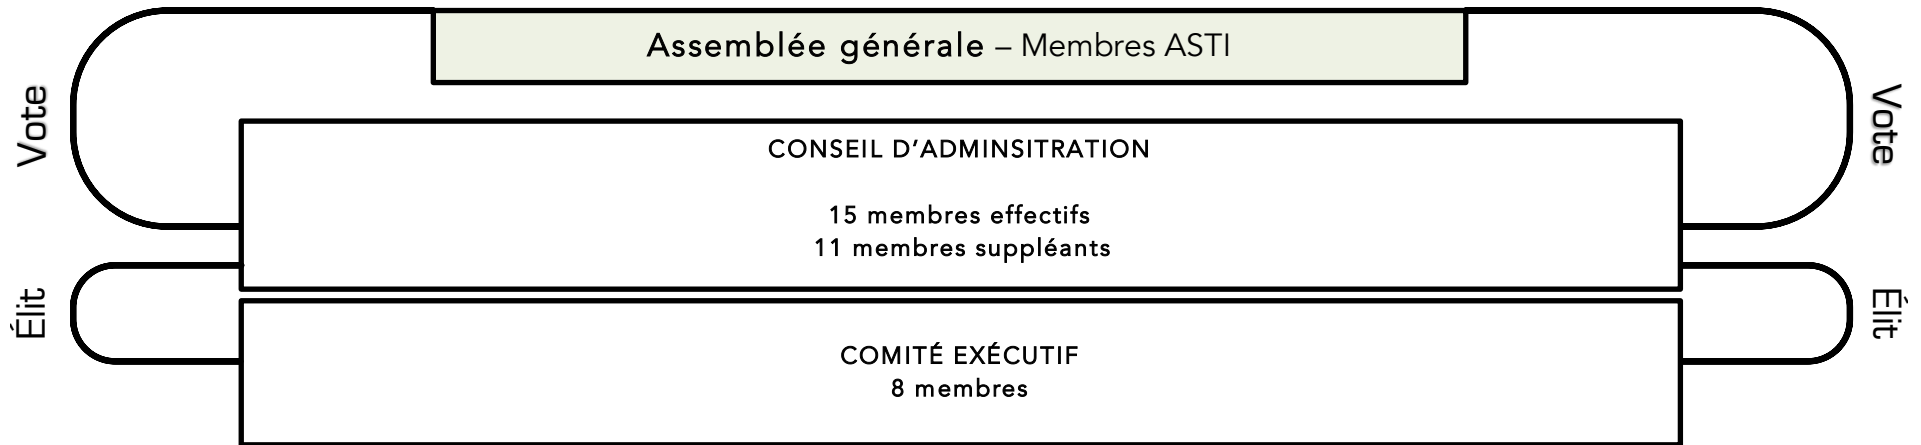 Assemblée générale – Membres ASTI
Vote
Vote
CONSEIL D’ADMINSITRATION
15 membres effectifs
11 membres suppléants
Élit
Élit
COMITÉ EXÉCUTIF
8 membres